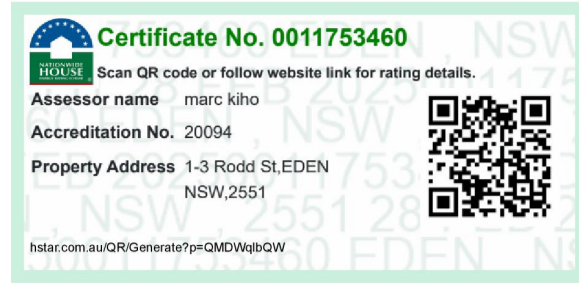 Certificate No. 0011753460
NATIONWIDE
HOUSE
Scan QR code or follow website link for rating details.
Assessor name marc kiho
Accreditation No. 20094
Property Address 1-3 Rodd St,EDEN
NSW,2551
hstar.com.au/QR/Generate?p=QMDWqlbQW